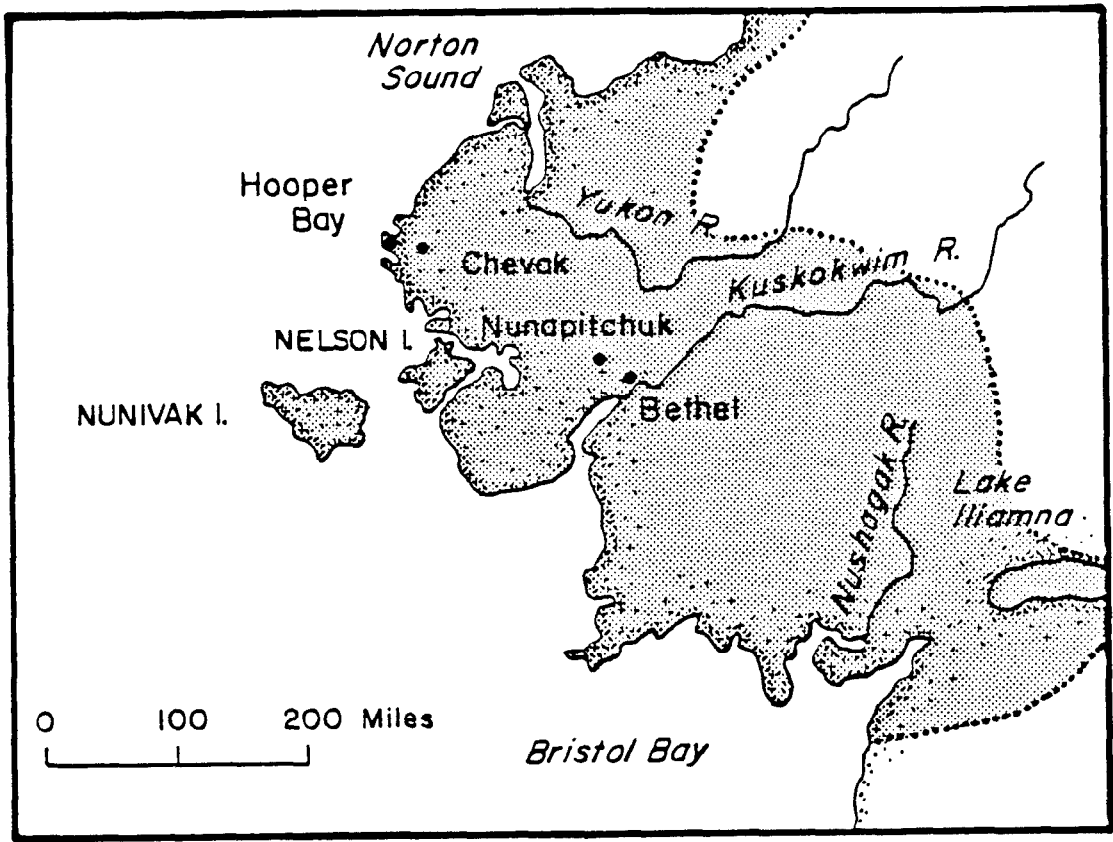 Norton
Sound
Hooper
Bay
Yukon R.
Chevak
Kuskokwim R.
Nunapitchuk
NELSON I.
NUNIVAK I.
Bethel
Nushagak R.
Lake
Iliamna
0 100 200 Miles
Bristol Bay